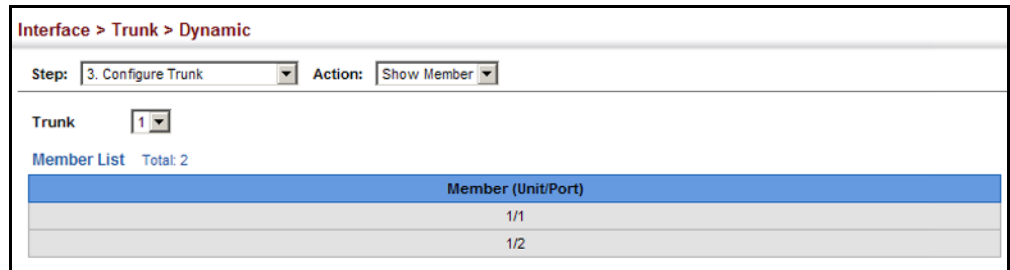 Interface > Trunk > Dynamic
Step: 3. Configure Trunk Action: Show Member
Trunk 1
Member List Total: 2
Member (Unit/Port)
1/1
1/2